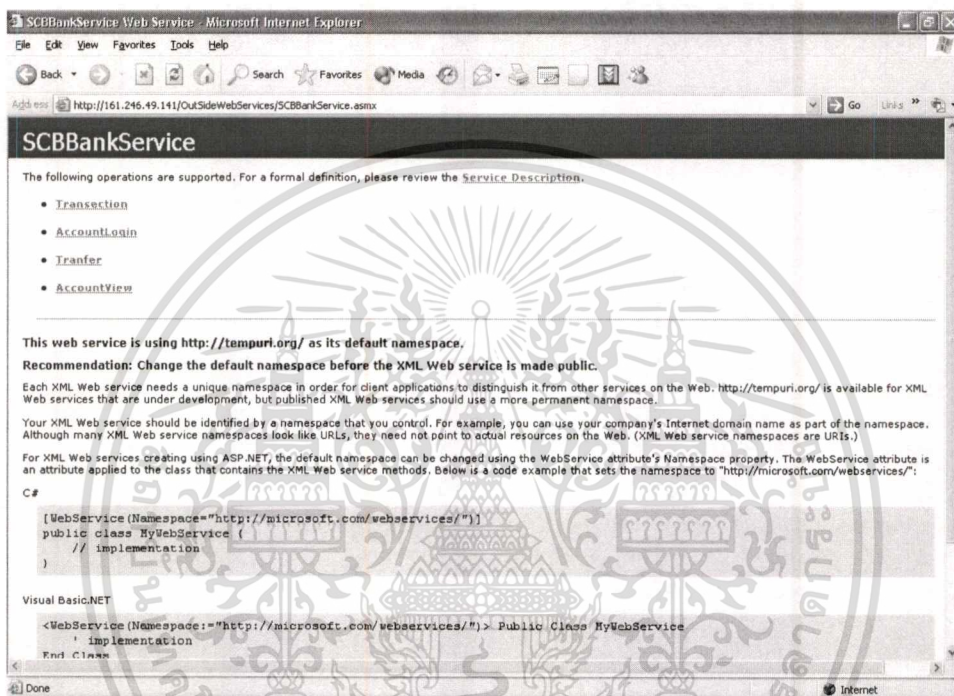 SCBBankService Web Service - Microsoft Internet Explorer
File Edit View Favorites Tools Help
Back Search Favorites Media
Address http://161.246.49.141/OutSideWebServices/SCBBankService.asmx Go Links »
SCBBankService
The following operations are supported. For a formal definition, please review the Service Description.
• Transection
• AccountLogin
• Tranfer
• AccountView
This web service is using http://tempuri.org/ as its default namespace.
Recommendation: Change the default namespace before the XML Web service is made public.
Each XML Web service needs a unique namespace in order for client applications to distinguish it from other services on the Web. http://tempuri.org/ is available for XML
Web services that are under development, but published XML Web services should use a more permanent namespace.
Your XML Web service should be identified by a namespace that you control. For example, you can use your company's Internet domain name as part of the namespace.
Although many XML Web service namespaces look like URLs, they need not point to actual resources on the Web. (XML Web service namespaces are URIs.)
For XML Web services creating using ASP.NET, the default namespace can be changed using the WebService attribute's Namespace property. The WebService attribute is
an attribute applied to the class that contains the XML Web service methods. Below is a code example that sets the namespace to "http://microsoft.com/webservices/":
C#
[WebService(Namespace="http://microsoft.com/webservices/")]
public class MyWebService {
// implementation
}
Visual Basic.NET
<WebService(Namespace:="http://microsoft.com/webservices/")> Public Class MyWebService
' implementation
End Class
Done Internet